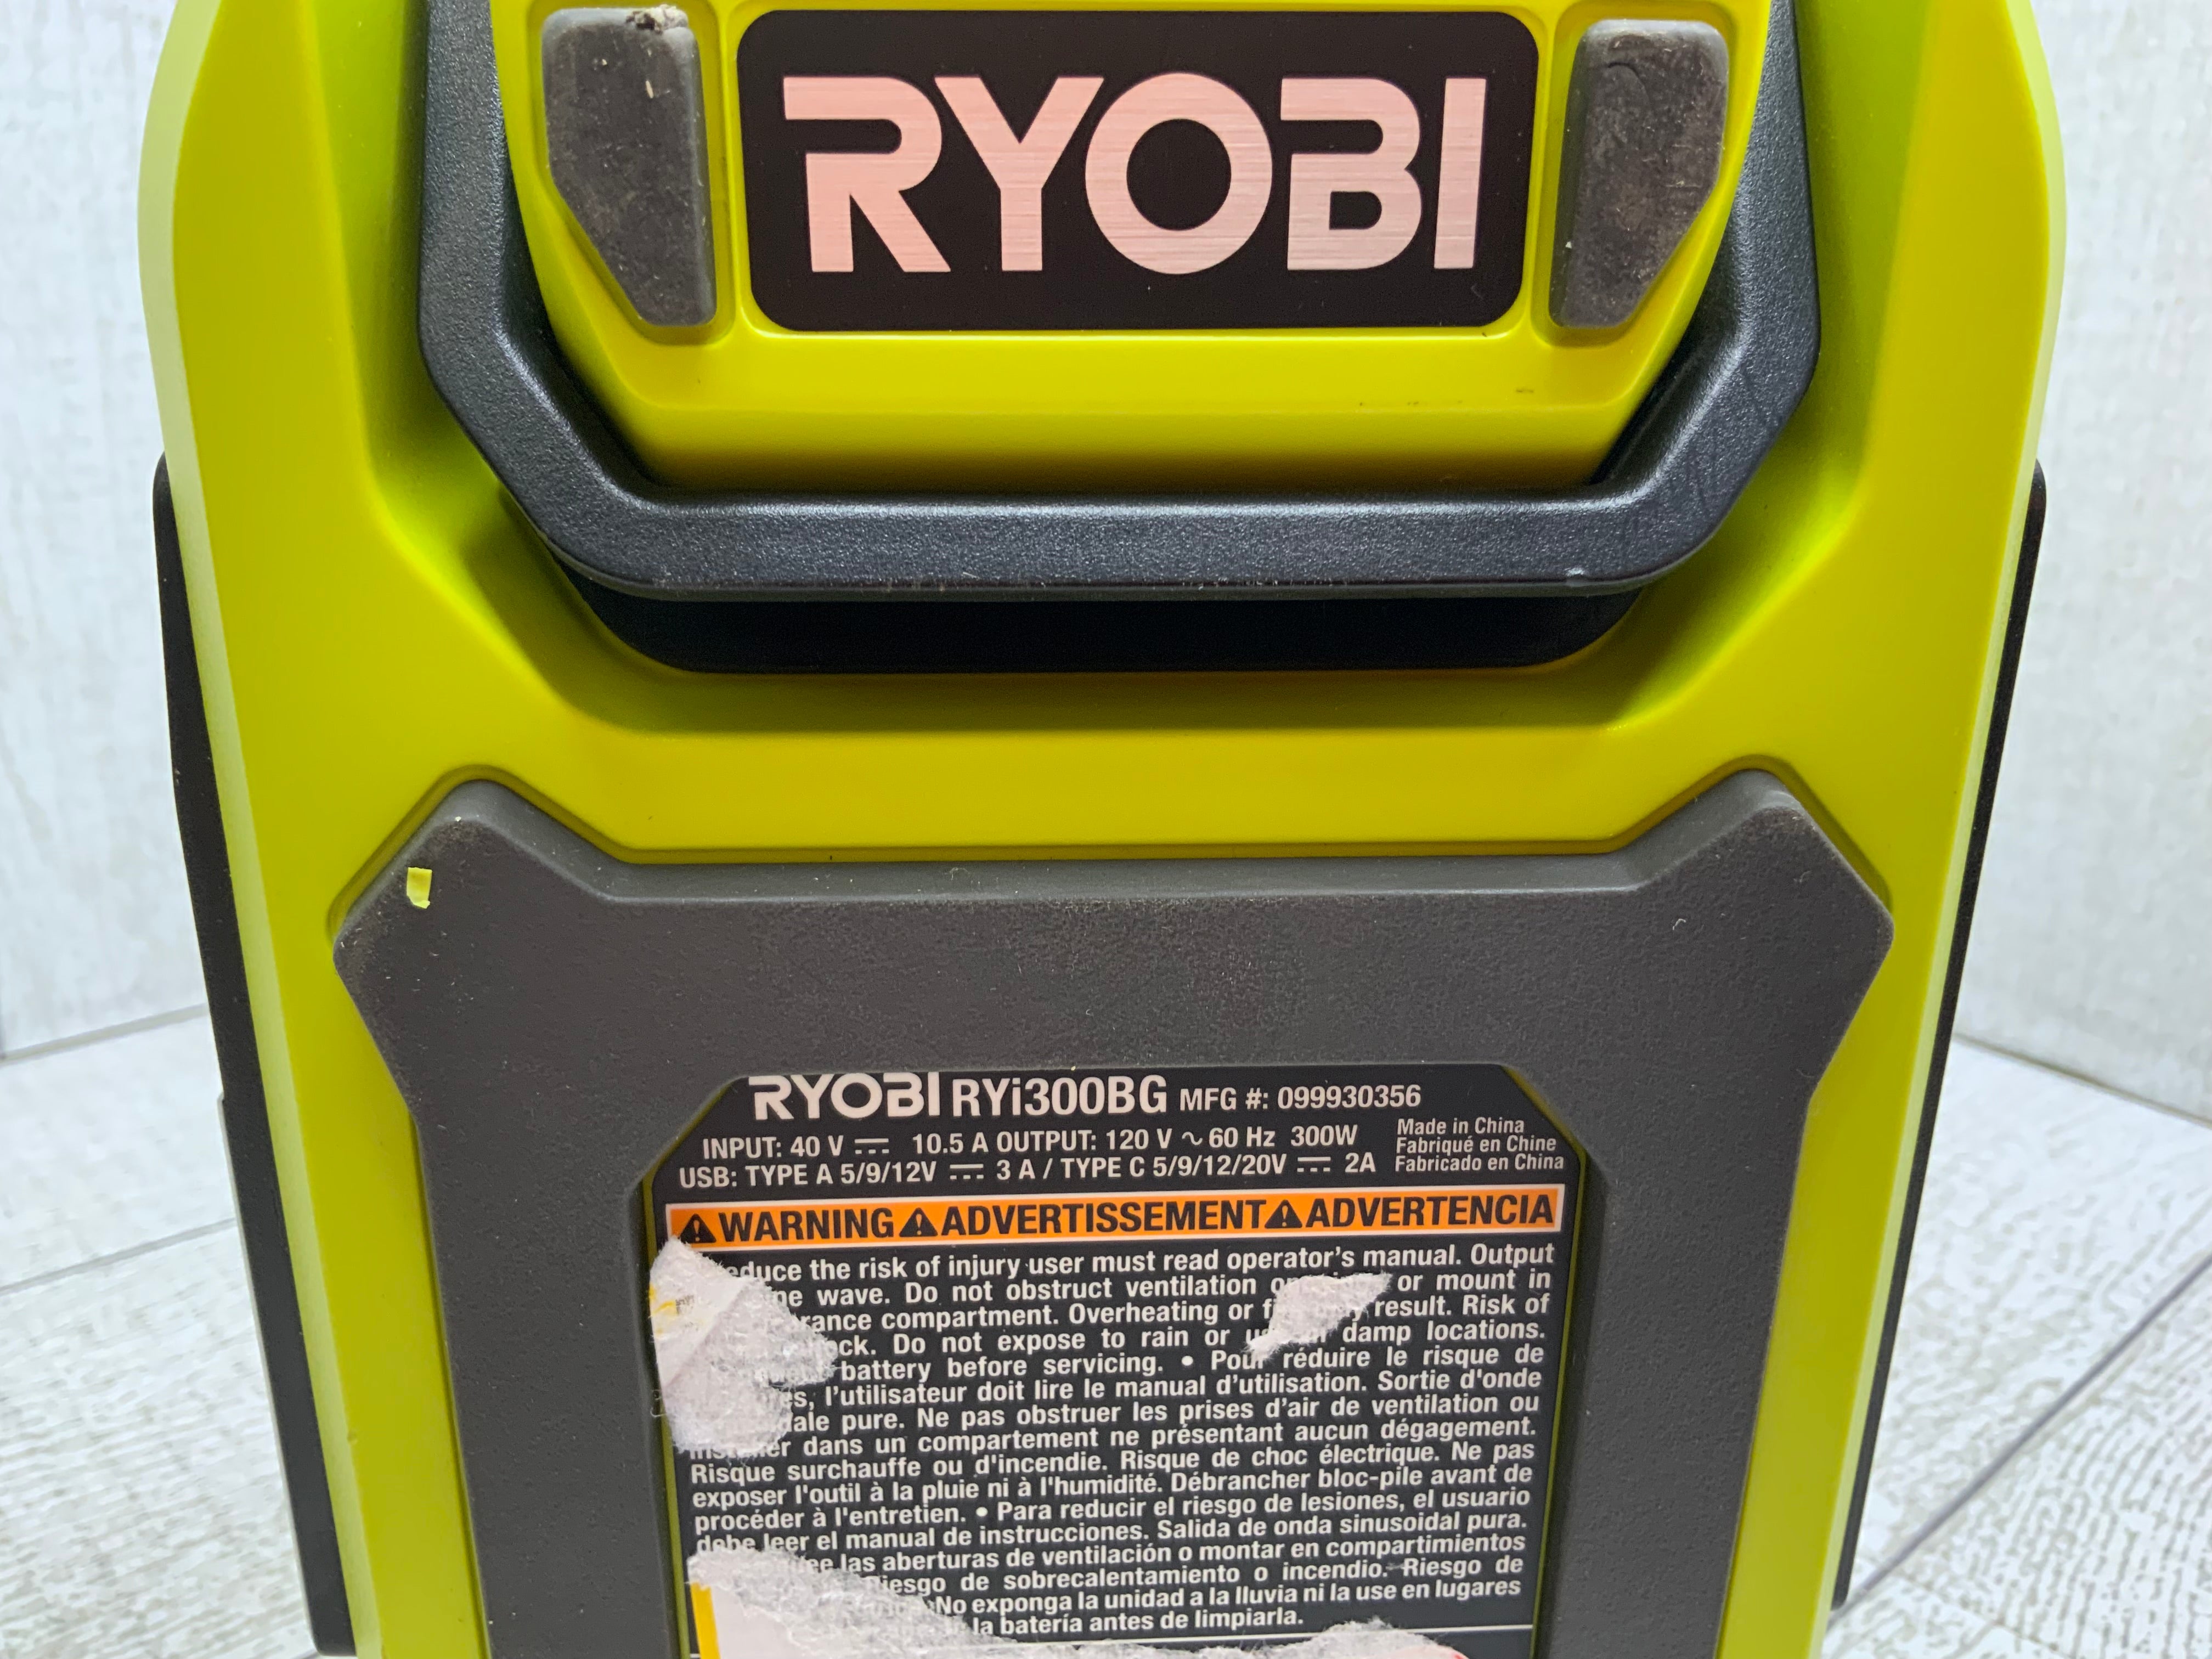 RYOBI
RYOBI RYi300BG MFG #: 099930356
INPUT: 40 V ⎓ 10.5 A OUTPUT: 120 V ∿ 60 Hz 300W
USB: TYPE A 5/9/12V ⎓ 3 A / TYPE C 5/9/12/20V ⎓ 2A
Made in China
Fabriqué en Chine
Fabricado en China
⚠WARNING⚠ADVERTISSEMENT⚠ADVERTENCIA
the risk of injury user must read operator's manual. Output
wave. Do not obstruct ventilation or mount in
compartment. Overheating or result. Risk of
Do not expose to rain or damp locations.
battery before servicing. • Pour réduire le risque de
l'utilisateur doit lire le manual d'utilisation. Sortie d'onde
pure. Ne pas obstruer les prises d'air de ventilation ou
dans un compartement ne présentant aucun dégagement.
Risque surchauffe ou d'incendie. Risque de choc électrique. Ne pas
exposer l'outil à la pluie ni à l'humidité. Débrancher bloc-pile avant de
procéder à l'entretien. • Para reducir el riesgo de lesiones, el usuario
debe leer el manual de instrucciones. Salida de onda sinusoidal pura.
las aberturas de ventilación o montar en compartimientos
Riesgo de sobrecalentamiento o incendio. Riesgo de
No exponga la unidad a la lluvia ni la use en lugares
la batería antes de limpiarla.